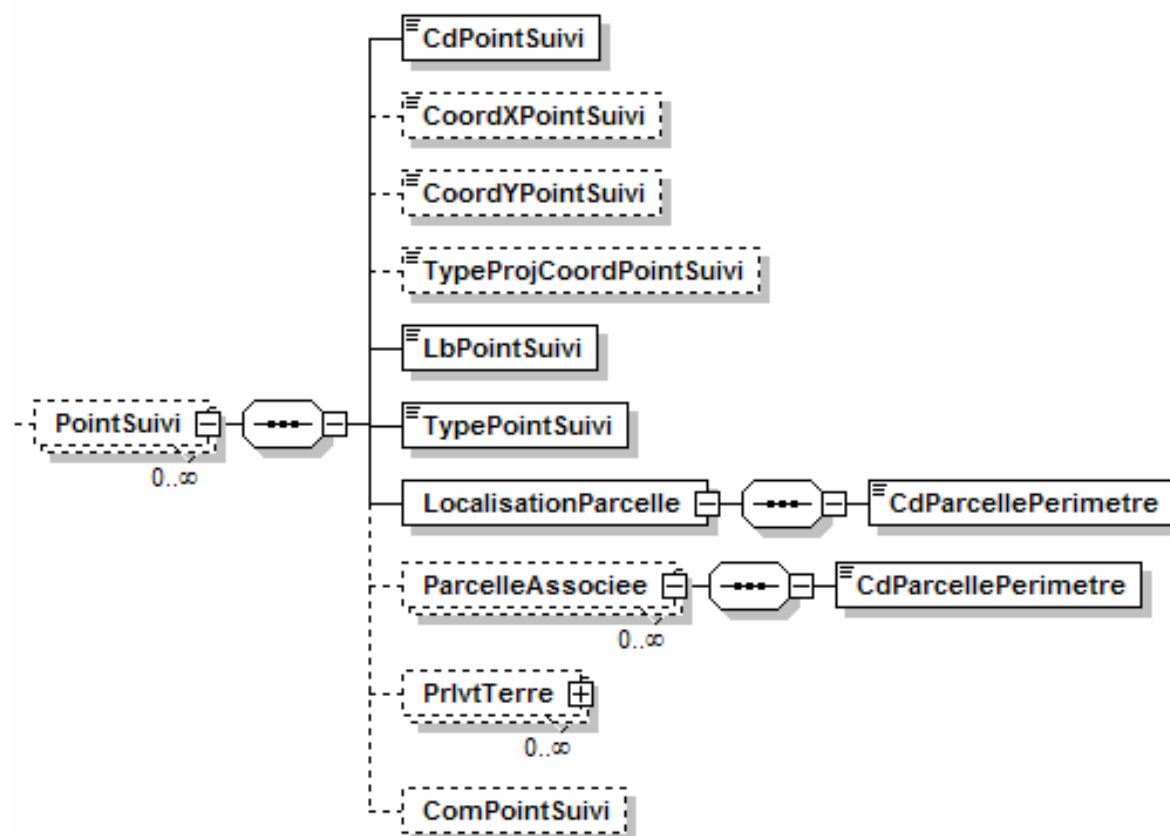 CdPointSuivi
CoordXPointSuivi
CoordYPointSuivi
TypeProjCoordPointSuivi
LbPointSuivi
PointSuivi
0..∞
TypePointSuivi
LocalisationParcelle
CdParcellePerimetre
ParcelleAssociee
CdParcellePerimetre
0..∞
PrlvtTerre
0..∞
ComPointSuivi